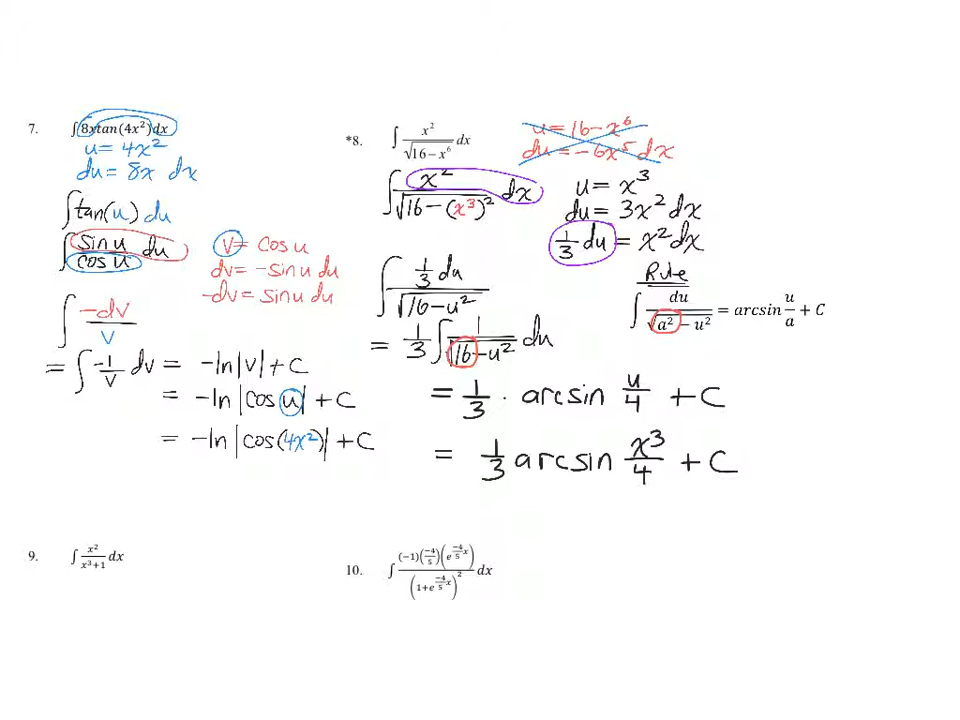 7. ∫8xtan(4x²)dx
u = 4x²
du = 8x dx
∫tan(u) du
∫ sin u / cos u du
v = cos u
dv = -sin u du
-dv = sin u du
∫ -dv / v
= ∫ -1/v dv = -ln|v| + C
= -ln|cos u| + C
= -ln|cos(4x²)| + C
*8. ∫ x² / √16−x⁶ dx
u = 16 - x⁶
du = -6x⁵ dx
∫ x² / √16 - (x³)² dx
u = x³
du = 3x² dx
1/3 du = x² dx
∫ 1/3 du / √16 - u²
Rule
∫ du / √a² − u² = arcsin u/a + C
= 1/3 ∫ 1 / √16 - u² du
= 1/3 · arcsin u/4 + C
= 1/3 arcsin x³/4 + C
9. ∫ x² / x³+1 dx
10. ∫ (−1)(−4/5)(e^(−4/5 x)) / (1+e^(−4/5 x))² dx